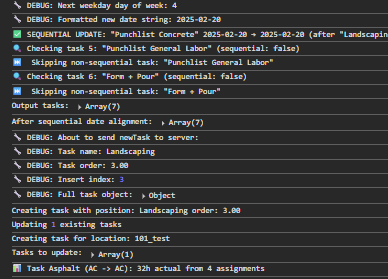 🔧 DEBUG: Next weekday day of week: 4
🔧 DEBUG: Formatted new date string: 2025-02-20
✅ SEQUENTIAL UPDATE: "Punchlist Concrete" 2025-02-20 → 2025-02-20 (after "Landscapin
🔍 Checking task 5: "Punchlist General Labor" (sequential: false)
⏭️ Skipping non-sequential task: "Punchlist General Labor"
🔍 Checking task 6: "Form + Pour" (sequential: false)
⏭️ Skipping non-sequential task: "Form + Pour"
Output tasks: ▸ Array(7)
After sequential date alignment: ▸ Array(7)
🔧 DEBUG: About to send newTask to server:
🔧 DEBUG: Task name: Landscaping
🔧 DEBUG: Task order: 3.00
🔧 DEBUG: Insert index: 3
🔧 DEBUG: Full task object: ▸ Object
Creating task with position: Landscaping order: 3.00
Updating 1 existing tasks
Creating task for location: 101_test
Tasks to update: ▸ Array(1)
📊 Task Asphalt (AC -> AC): 32h actual from 4 assignments